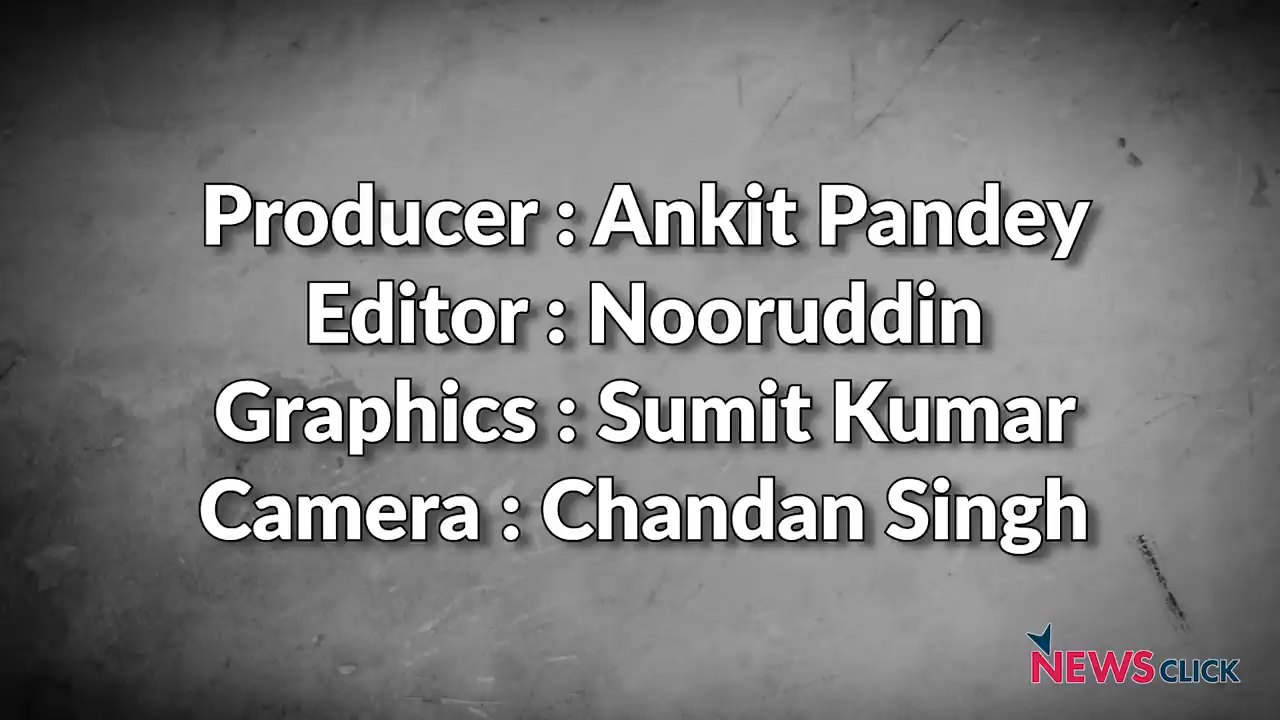 Producer : Ankit Pandey
Editor : Nooruddin
Graphics : Sumit Kumar
Camera : Chandan Singh
NEWSCLICK